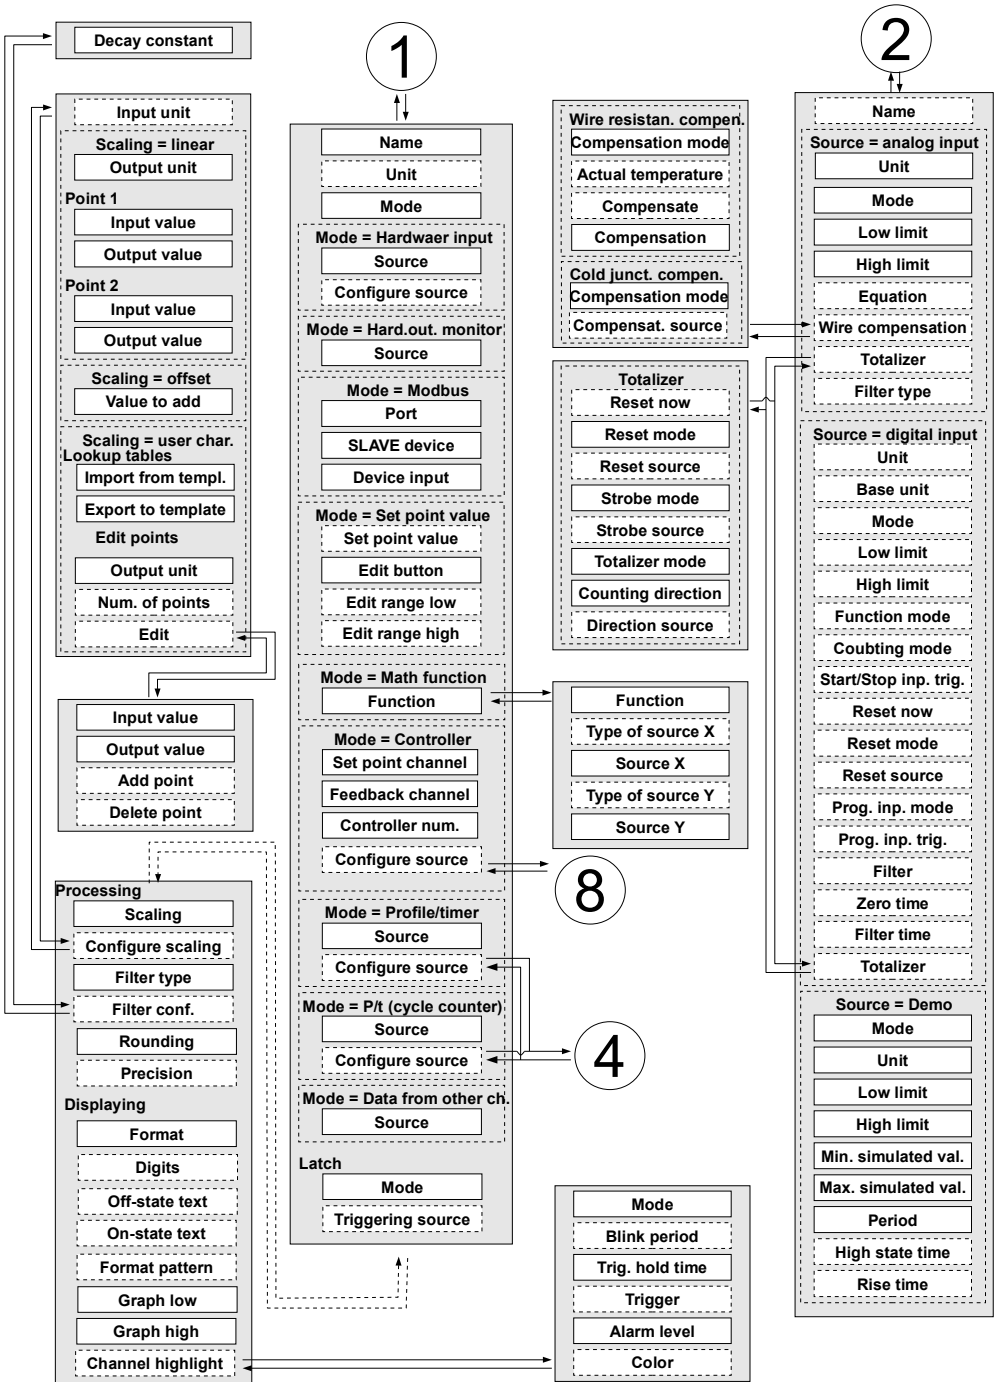 Decay constant
Input unit
Scaling = linear
Output unit
Point 1
Input value
Output value
Point 2
Input value
Output value
Scaling = offset
Value to add
Scaling = user char.
Lookup tables
Import from templ.
Export to template
Edit points
Output unit
Num. of points
Edit
Input value
Output value
Add point
Delete point
Processing
Scaling
Configure scaling
Filter type
Filter conf.
Rounding
Precision
Displaying
Format
Digits
Off-state text
On-state text
Format pattern
Graph low
Graph high
Channel highlight
1
Name
Unit
Mode
Mode = Hardwaer input
Source
Configure source
Mode = Hard.out. monitor
Source
Mode = Modbus
Port
SLAVE device
Device input
Mode = Set point value
Set point value
Edit button
Edit range low
Edit range high
Mode = Math function
Function
Mode = Controller
Set point channel
Feedback channel
Controller num.
Configure source
Mode = Profile/timer
Source
Configure source
Mode = P/t (cycle counter)
Source
Configure source
Mode = Data from other ch.
Source
Latch
Mode
Triggering source
Wire resistan. compen.
Compensation mode
Actual temperature
Compensate
Compensation
Cold junct. compen.
Compensation mode
Compensat. source
Totalizer
Reset now
Reset mode
Reset source
Strobe mode
Strobe source
Totalizer mode
Counting direction
Direction source
Function
Type of source X
Source X
Type of source Y
Source Y
8
4
Mode
Blink period
Trig. hold time
Trigger
Alarm level
Color
2
Name
Source = analog input
Unit
Mode
Low limit
High limit
Equation
Wire compensation
Totalizer
Filter type
Source = digital input
Unit
Base unit
Mode
Low limit
High limit
Function mode
Coubting mode
Start/Stop inp. trig.
Reset now
Reset mode
Reset source
Prog. inp. mode
Prog. inp. trig.
Filter
Zero time
Filter time
Totalizer
Source = Demo
Mode
Unit
Low limit
High limit
Min. simulated val.
Max. simulated val.
Period
High state time
Rise time